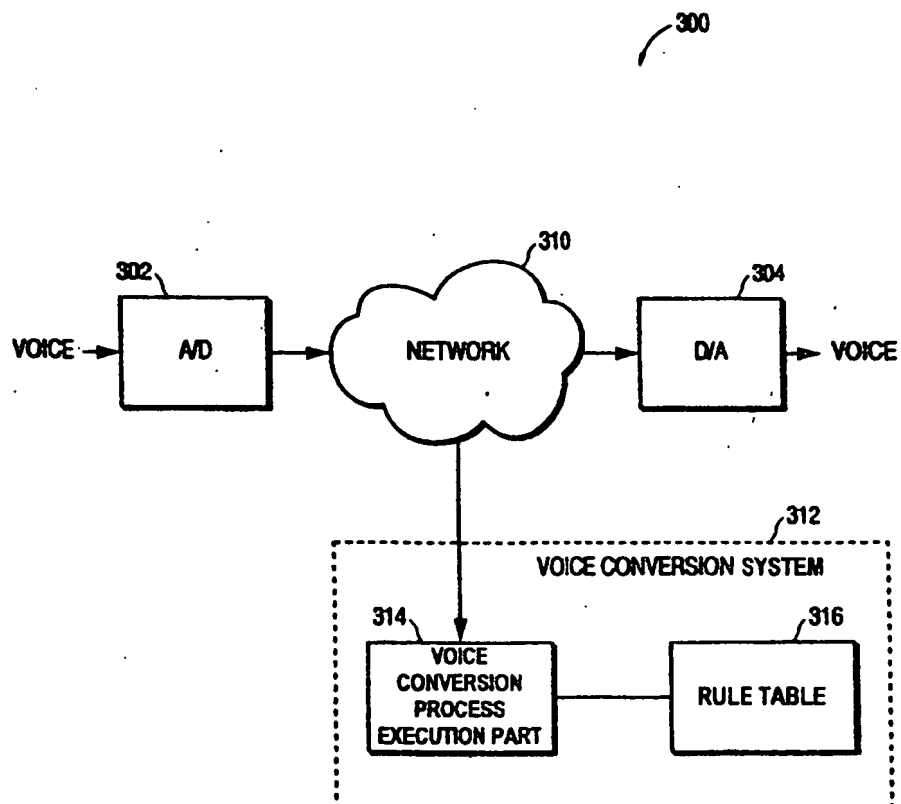 300
310
302
304
VOICE
A/D
NETWORK
D/A
VOICE
312
VOICE CONVERSION SYSTEM
314
316
VOICE
CONVERSION
PROCESS
EXECUTION PART
RULE TABLE